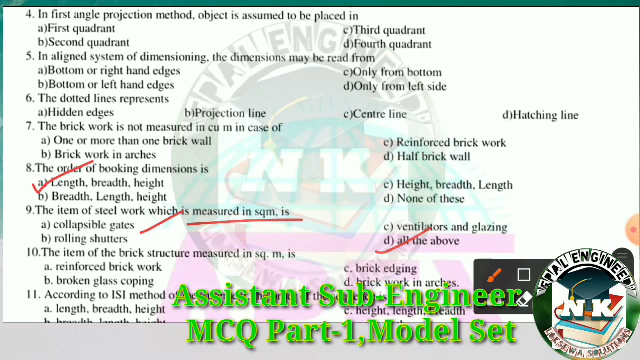 4. In first angle projection method, object is assumed to be placed in
a)First quadrant c)Third quadrant
b)Second quadrant d)Fourth quadrant
5. In aligned system of dimensioning, the dimensions may be read from
a)Bottom or right hand edges c)Only from bottom
b)Bottom or left hand edges d)Only from left side
6. The dotted lines represents
a)Hidden edges b)Projection line c)Centre line d)Hatching line
7. The brick work is not measured in cu m in case of
a) One or more than one brick wall c) Reinforced brick work
b) Brick work in arches d) Half brick wall
8.The order of booking dimensions is
a) Length, breadth, height c) Height, breadth, Length
b) Breadth, Length, height d) None of these
9.The item of steel work which is measured in sqm, is
a) collapsible gates c) ventilators and glazing
b) rolling shutters d) all the above
10.The item of the brick structure measured in sq. m, is
a. reinforced brick work c. brick edging
b. broken glass coping d. brick work in arches.
11. According to ISI method of
a. length, breadth, height c. height, length, breadth
b. breadth, length, height
Assistant Sub-Engineer
MCQ Part-1,Model Set
N K
NK